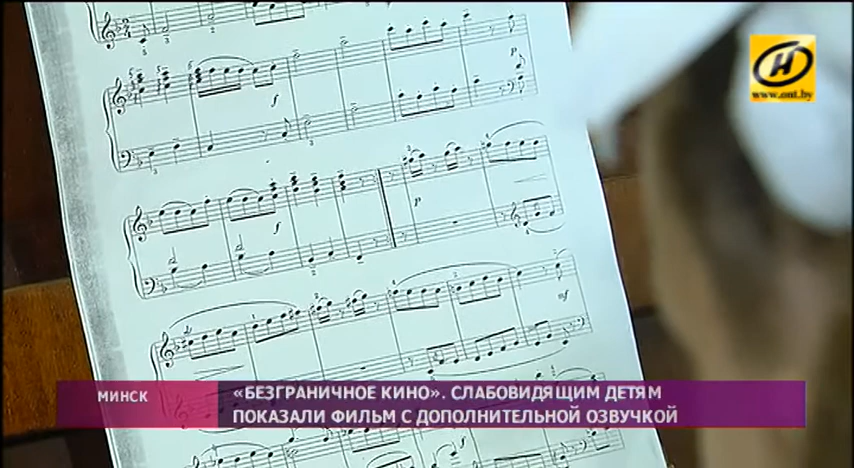 www.ont.by
МИНСК
«БЕЗГРАНИЧНОЕ КИНО». СЛАБОВИДЯЩИМ ДЕТЯМ
ПОКАЗАЛИ ФИЛЬМ С ДОПОЛНИТЕЛЬНОЙ ОЗВУЧКОЙ